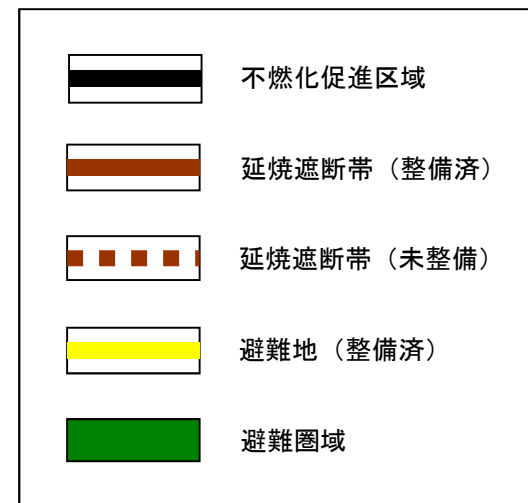 不燃化促進区域
延焼遮断帯（整備済）
延焼遮断帯（未整備）
避難地（整備済）
避難圏域